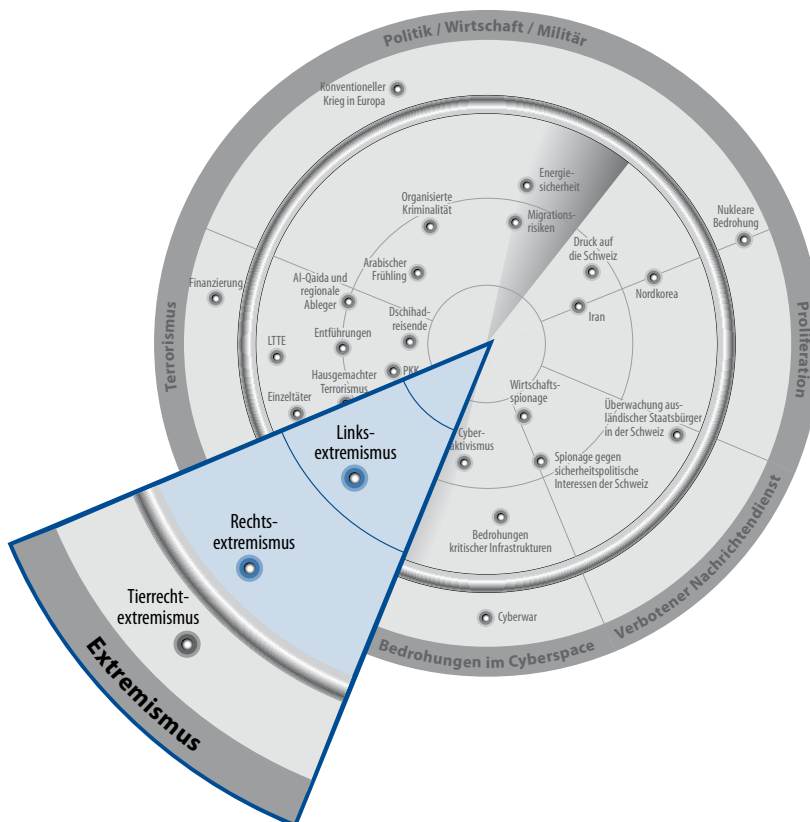 Politik / Wirtschaft / Militär
Konventioneller
Krieg in Europa
Energie-
sicherheit
Organisierte
Kriminalität
Migrations-
risiken
Nukleare
Bedrohung
Druck auf
die Schweiz
Arabischer
Frühling
Finanzierung
Al-Qaida und
regionale
Ableger
Nordkorea
Terrorismus
Proliferation
Dschihad-
reisende
Iran
LTTE
Entführungen
Hausgemachter
Terrorismus
PKK
Einzeltäter
Wirtschafts-
spionage
Überwachung aus-
ländischer Staatsbürger
in der Schweiz
Links-
extremismus
Cyber-
aktivismus
Spionage gegen
sicherheitspolitische
Interessen der Schweiz
Rechts-
extremismus
Bedrohungen
kritischer Infrastrukturen
Tierrecht-
extremismus
Cyberwar
Verbotener Nachrichtendienst
Bedrohungen im Cyberspace
Extremismus